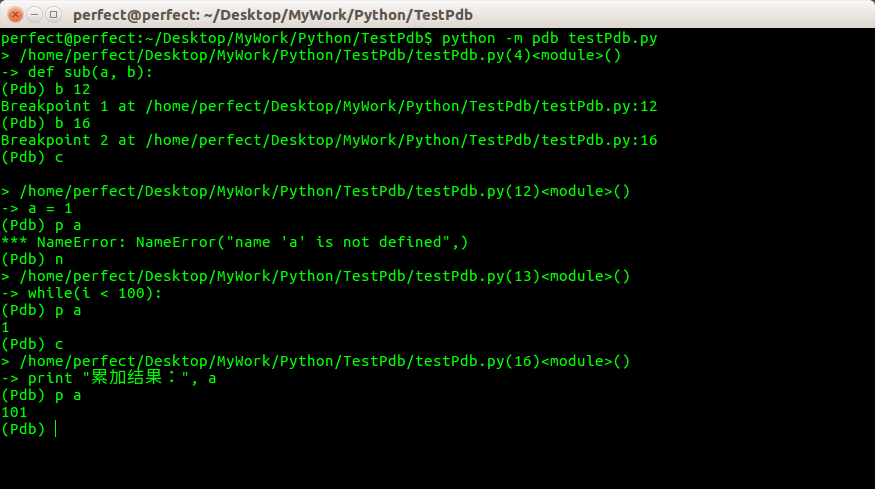 perfect@perfect: ~/Desktop/MyWork/Python/TestPdb
perfect@perfect:~/Desktop/MyWork/Python/TestPdb$ python -m pdb testPdb.py
> /home/perfect/Desktop/MyWork/Python/TestPdb/testPdb.py(4)<module>()
-> def sub(a, b):
(Pdb) b 12
Breakpoint 1 at /home/perfect/Desktop/MyWork/Python/TestPdb/testPdb.py:12
(Pdb) b 16
Breakpoint 2 at /home/perfect/Desktop/MyWork/Python/TestPdb/testPdb.py:16
(Pdb) c
> /home/perfect/Desktop/MyWork/Python/TestPdb/testPdb.py(12)<module>()
-> a = 1
(Pdb) p a
*** NameError: NameError("name 'a' is not defined",)
(Pdb) n
> /home/perfect/Desktop/MyWork/Python/TestPdb/testPdb.py(13)<module>()
-> while(i < 100):
(Pdb) p a
1
(Pdb) c
> /home/perfect/Desktop/MyWork/Python/TestPdb/testPdb.py(16)<module>()
-> print "累加结果：", a
(Pdb) p a
101
(Pdb)